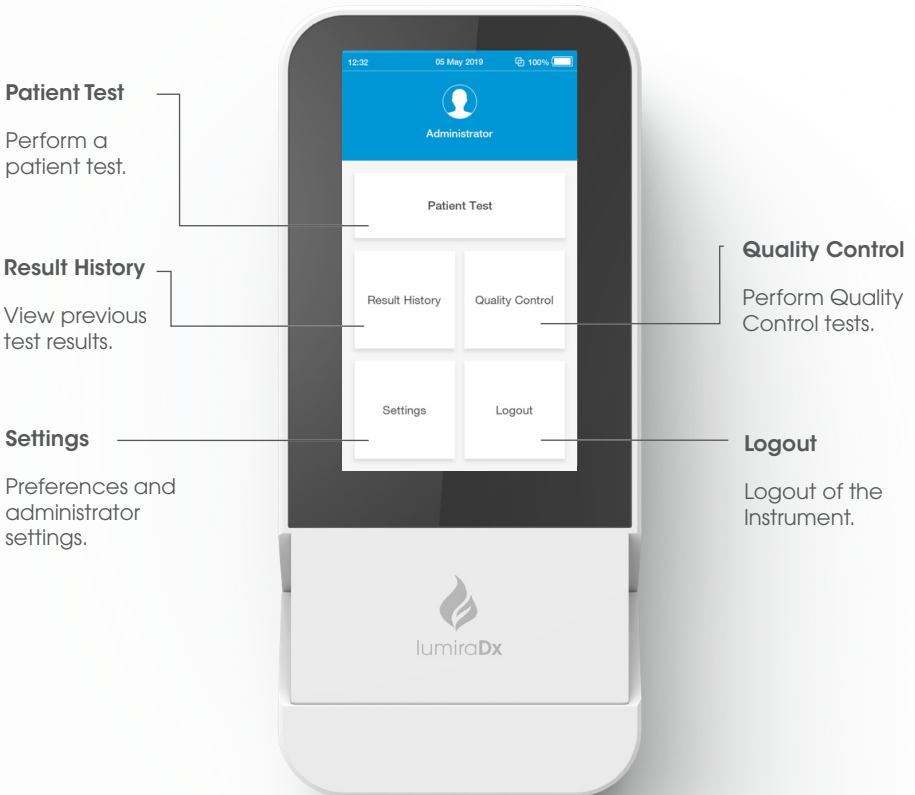 12:32 05 May 2019 100%
Administrator
Patient Test
Result History Quality Control
Settings Logout
lumiraDx
Patient Test
Perform a
patient test.
Result History
View previous
test results.
Settings
Preferences and
administrator
settings.
Quality Control
Perform Quality
Control tests.
Logout
Logout of the
Instrument.